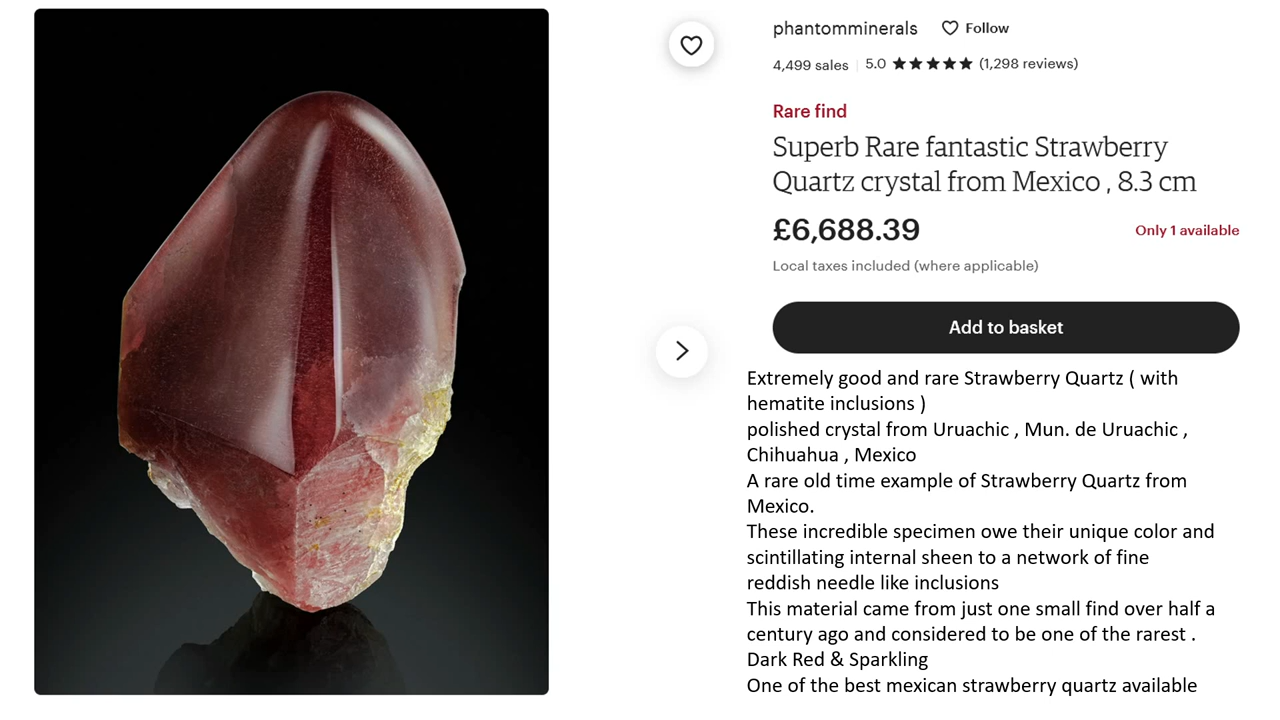 phantomminerals Follow
4,499 sales 5.0 ★★★★★ (1,298 reviews)
Rare find
Superb Rare fantastic Strawberry
Quartz crystal from Mexico , 8.3 cm
£6,688.39 Only 1 available
Local taxes included (where applicable)
Add to basket
Extremely good and rare Strawberry Quartz ( with
hematite inclusions )
polished crystal from Uruachic , Mun. de Uruachic ,
Chihuahua , Mexico
A rare old time example of Strawberry Quartz from
Mexico.
These incredible specimen owe their unique color and
scintillating internal sheen to a network of fine
reddish needle like inclusions
This material came from just one small find over half a
century ago and considered to be one of the rarest .
Dark Red & Sparkling
One of the best mexican strawberry quartz available